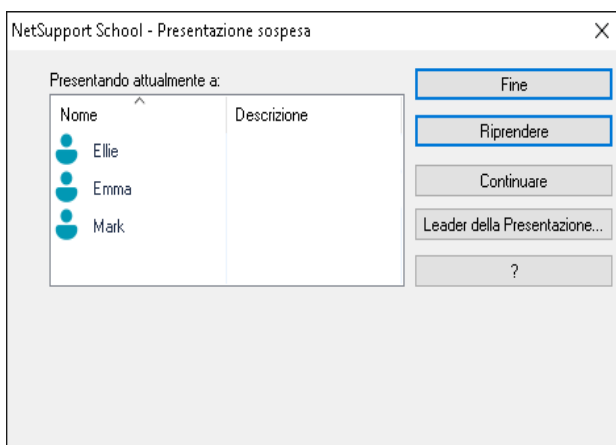 NetSupport School - Presentazione sospesa
Presentando attualmente a:
Nome Descrizione
Ellie
Emma
Mark
Fine
Riprendere
Continuare
Leader della Presentazione...
?